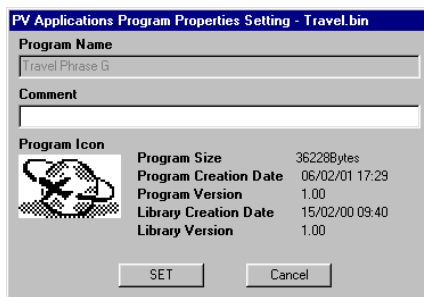 PV Applications Program Properties Setting - Travel.bin
Program Name
Travel Phrase G
Comment
Program Icon
Program Size 36228Bytes
Program Creation Date 06/02/01 17:29
Program Version 1.00
Library Creation Date 15/02/00 09:40
Library Version 1.00
SET Cancel